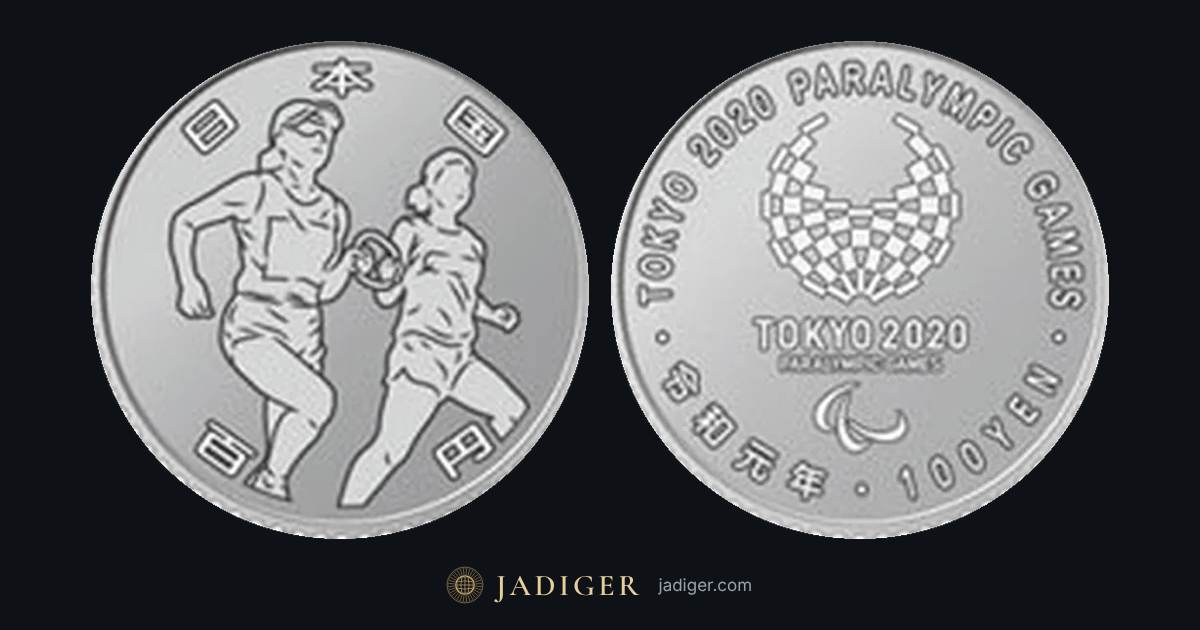 日本国
百円
TOKYO 2020 PARALYMPIC GAMES
TOKYO 2020
PARALYMPIC GAMES
令和元年・100YEN
JADIGER jadiger.com